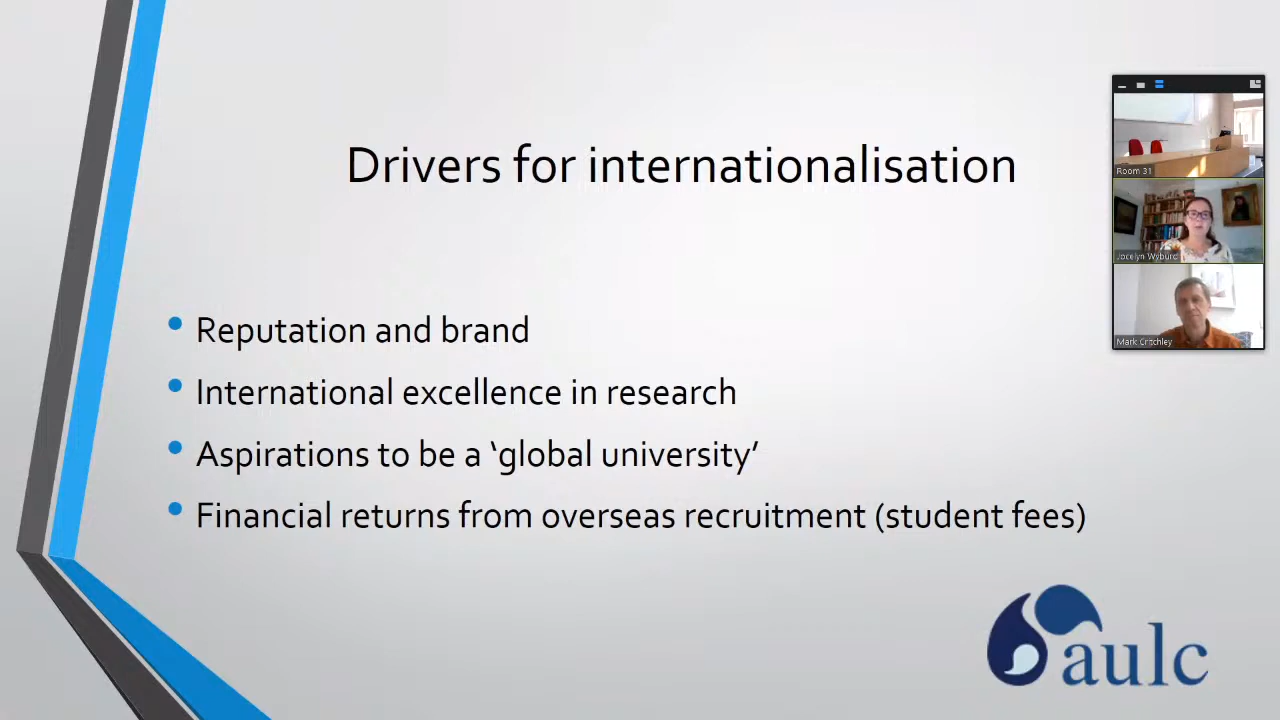 Drivers for internationalisation
Room 31
Jocelyn Wyburd
Mark Critchley
Reputation and brand
International excellence in research
Aspirations to be a ‘global university’
Financial returns from overseas recruitment (student fees)
aulc